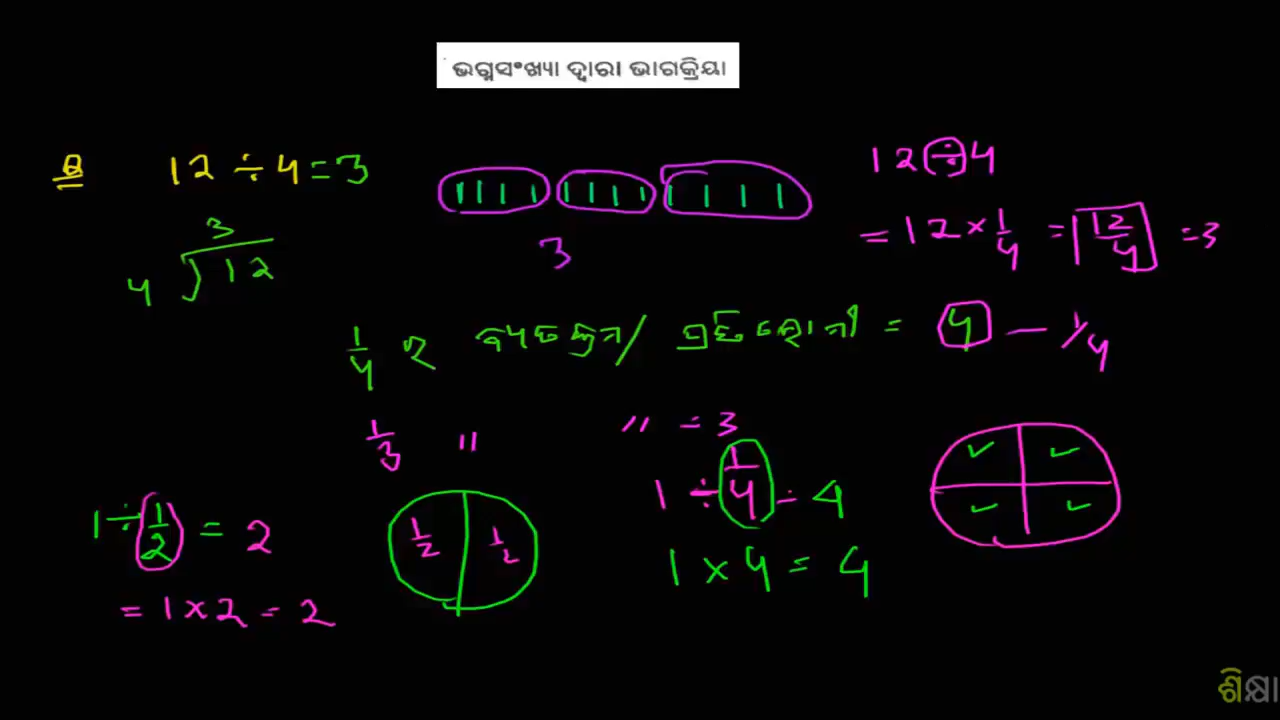 ଭଗ୍ନସଂଖ୍ୟା ଦ୍ୱାରା ଭାଗକ୍ରିୟା
12 ÷ 4 = 3
3
4 ) 12
3
12 ÷ 4
= 12 × 1/4 = 12/4 = 3
1/4 ର ବ୍ୟୁତକ୍ରମ / ପ୍ରତିଲୋମୀ = 4 — 1/4
1/3 " " = 3
1 ÷ 1/2 = 2
= 1 × 2 = 2
1/2 1/2
1 ÷ 1/4 = 4
1 × 4 = 4
ଶିକ୍ଷା